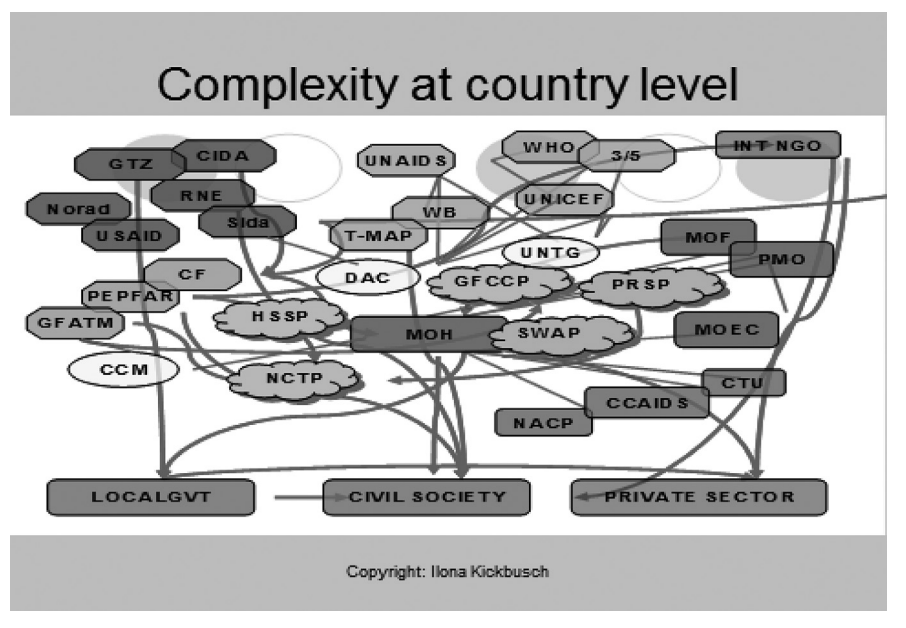 Complexity at country level
GTZ
CIDA
UNAIDS
WHO
3/5
INT NGO
RNE
Norad
Sida
USAID
WB
UNICEF
T-MAP
MOF
UNTG
PMO
CF
DAC
PEPFAR
GFCCP
PRSP
GFATM
HSSP
MOH
SWAP
MOEC
CCM
NCTP
CTU
CCAIDS
NACP
LOCALGVT
CIVIL SOCIETY
PRIVATE SECTOR
Copyright: Ilona Kickbusch